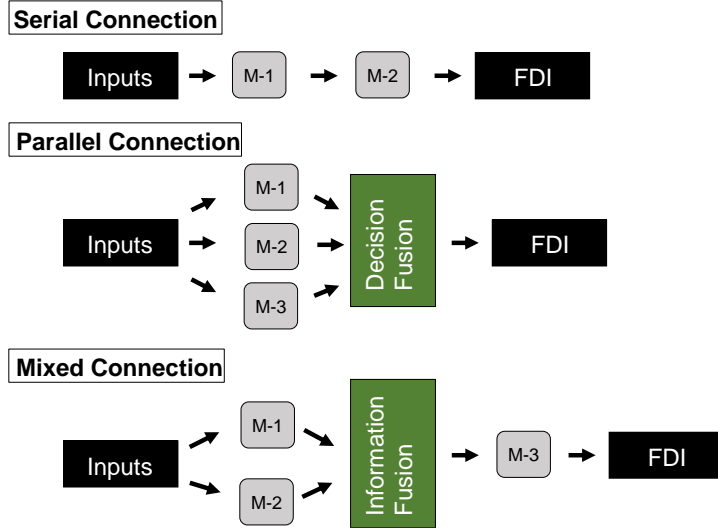 Serial Connection
Inputs
M-1
M-2
FDI
Parallel Connection
Inputs
M-1
M-2
M-3
Decision
Fusion
FDI
Mixed Connection
Inputs
M-1
M-2
Information
Fusion
M-3
FDI